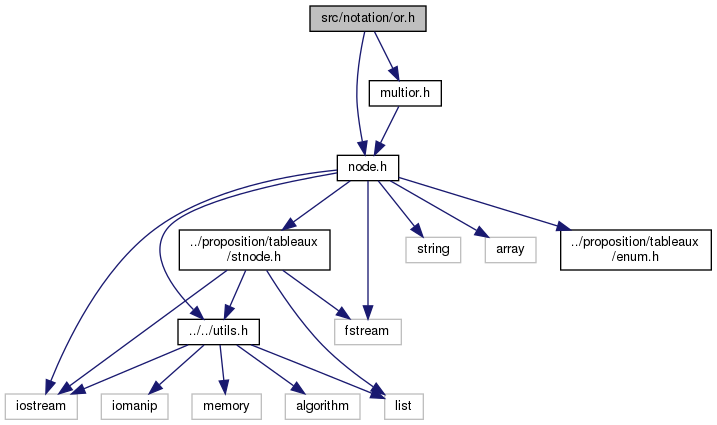 src/notation/or.h
multior.h
node.h
../proposition/tableaux
/stnode.h
string
array
../proposition/tableaux
/enum.h
../../utils.h
fstream
iostream
iomanip
memory
algorithm
list